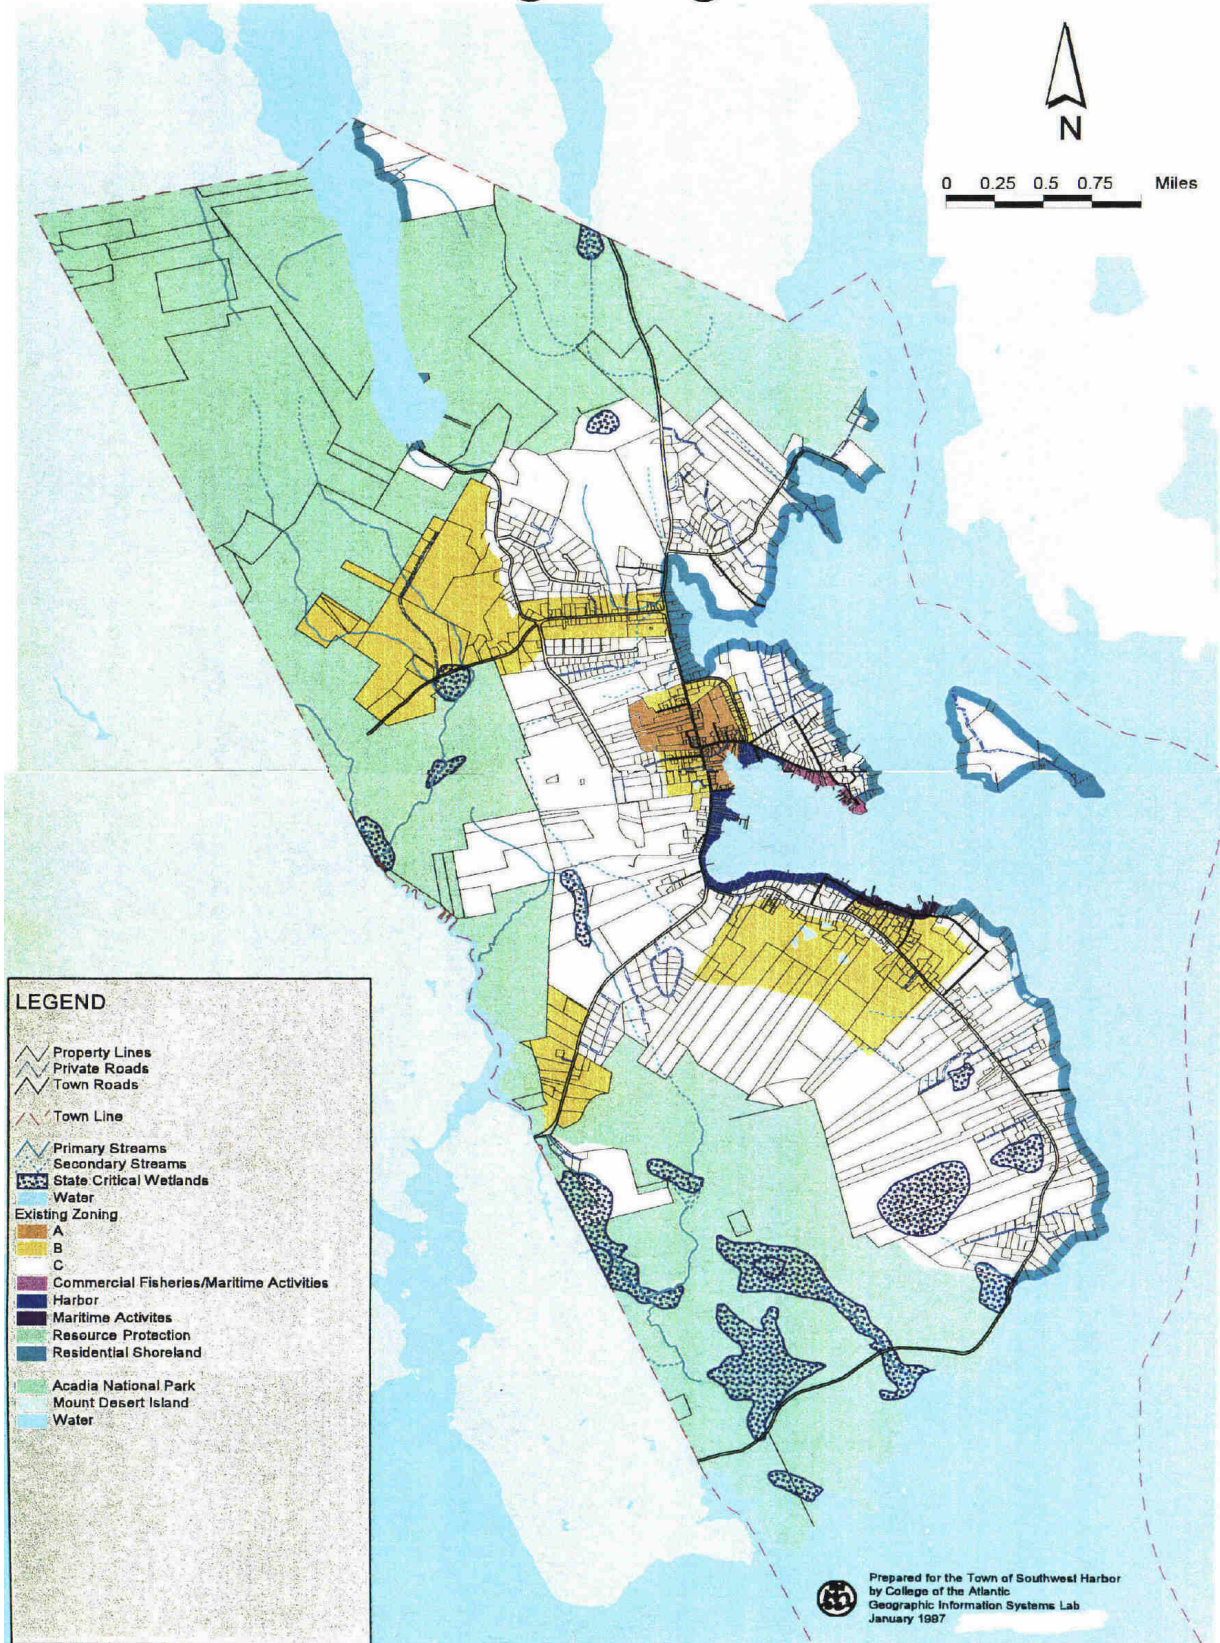 N
0 0.25 0.5 0.75 Miles
LEGEND
Property Lines
Private Roads
Town Roads
Town Line
Primary Streams
Secondary Streams
State Critical Wetlands
Water
Existing Zoning
A
B
C
Commercial Fisheries/Maritime Activities
Harbor
Maritime Activites
Resource Protection
Residential Shoreland
Acadia National Park
Mount Desert Island
Water
Prepared for the Town of Southwest Harbor
by College of the Atlantic
Geographic Information Systems Lab
January 1997